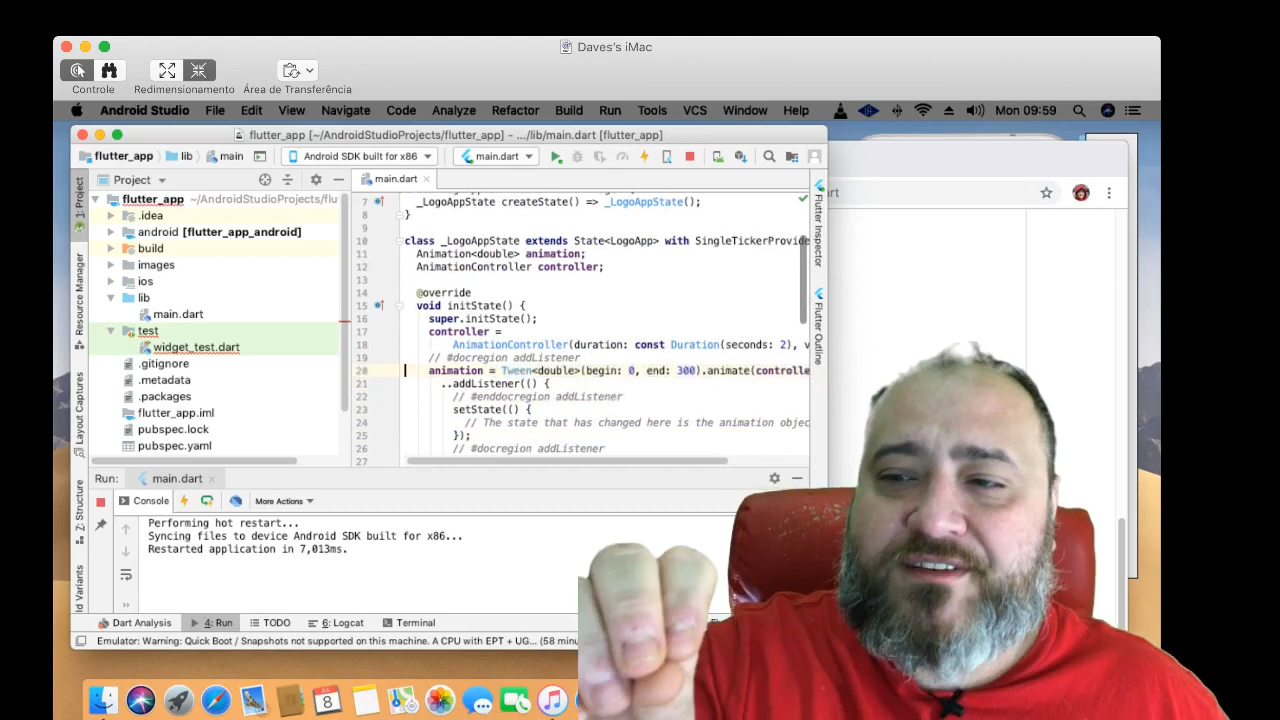 Daves's iMac
Controle
Redimensionamento
Área de Transferência
Android Studio File Edit View Navigate Code Analyze Refactor Build Run Tools VCS Window Help
Mon 09:59
flutter_app [~/AndroidStudioProjects/flutter_app] - .../lib/main.dart [flutter_app]
flutter_app lib main
Android SDK built for x86
main.dart
Project
main.dart
art
1: Project
Resource Manager
Layout Captures
Z: Structure
ld Variants
flutter_app ~/AndroidStudioProjects/flu
.idea
android [flutter_app_android]
build
images
ios
lib
main.dart
test
widget_test.dart
.gitignore
.metadata
.packages
flutter_app.iml
pubspec.lock
pubspec.yaml
7 _LogoAppState createState() => _LogoAppState();
8 }
9
10 class _LogoAppState extends State<LogoApp> with SingleTickerProvide
11 Animation<double> animation;
12 AnimationController controller;
13
14 @override
15 void initState() {
16 super.initState();
17 controller =
18 AnimationController(duration: const Duration(seconds: 2), v
19 // #docregion addListener
20 animation = Tween<double>(begin: 0, end: 300).animate(controlle
21 ..addListener(() {
22 // #enddocregion addListener
23 setState(() {
24 // The state that has changed here is the animation objec
25 });
26 // #docregion addListener
27
Flutter Inspector
Flutter Outline
Run: main.dart
Console
More Actions
Performing hot restart...
Syncing files to device Android SDK built for x86...
Restarted application in 7,013ms.
Dart Analysis 4: Run TODO 6: Logcat Terminal
Emulator: Warning: Quick Boot / Snapshots not supported on this machine. A CPU with EPT + UG... (58 minu
JUL
8